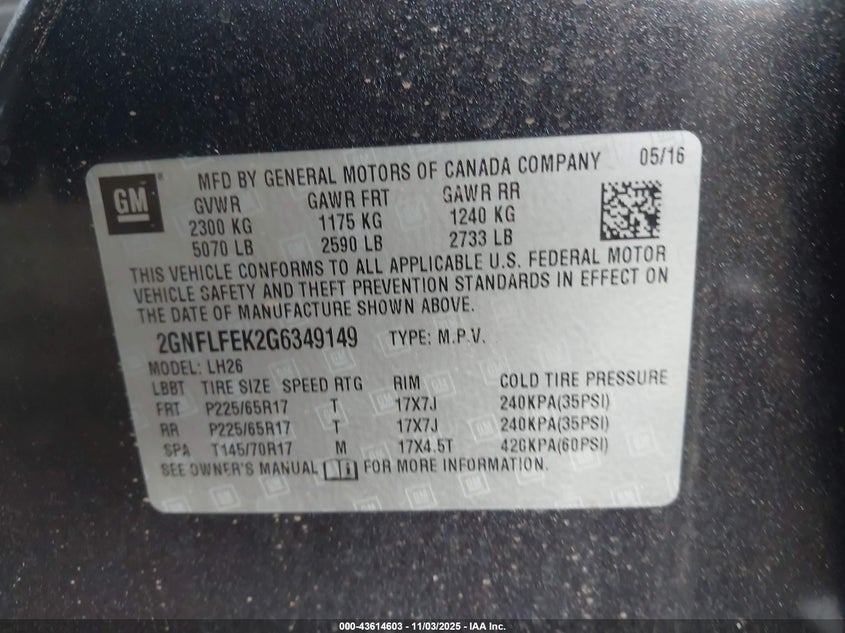 GM ® MFD BY GENERAL MOTORS OF CANADA COMPANY 05/16
GVWR GAWR FRT GAWR RR
2300 KG 1175 KG 1240 KG
5070 LB 2590 LB 2733 LB
THIS VEHICLE CONFORMS TO ALL APPLICABLE U.S. FEDERAL MOTOR
VEHICLE SAFETY AND THEFT PREVENTION STANDARDS IN EFFECT ON
THE DATE OF MANUFACTURE SHOWN ABOVE.
2GNFLFEK2G6349149 TYPE: M.P.V.
MODEL: LH26
LBBT TIRE SIZE SPEED RTG RIM COLD TIRE PRESSURE
FRT P225/65R17 T 17X7J 240KPA(35PSI)
RR P225/65R17 T 17X7J 240KPA(35PSI)
SPA T145/70R17 M 17X4.5T 420KPA(60PSI)
SEE OWNER'S MANUAL FOR MORE INFORMATION.
000-43614603 - 11/03/2025 - IAA Inc.